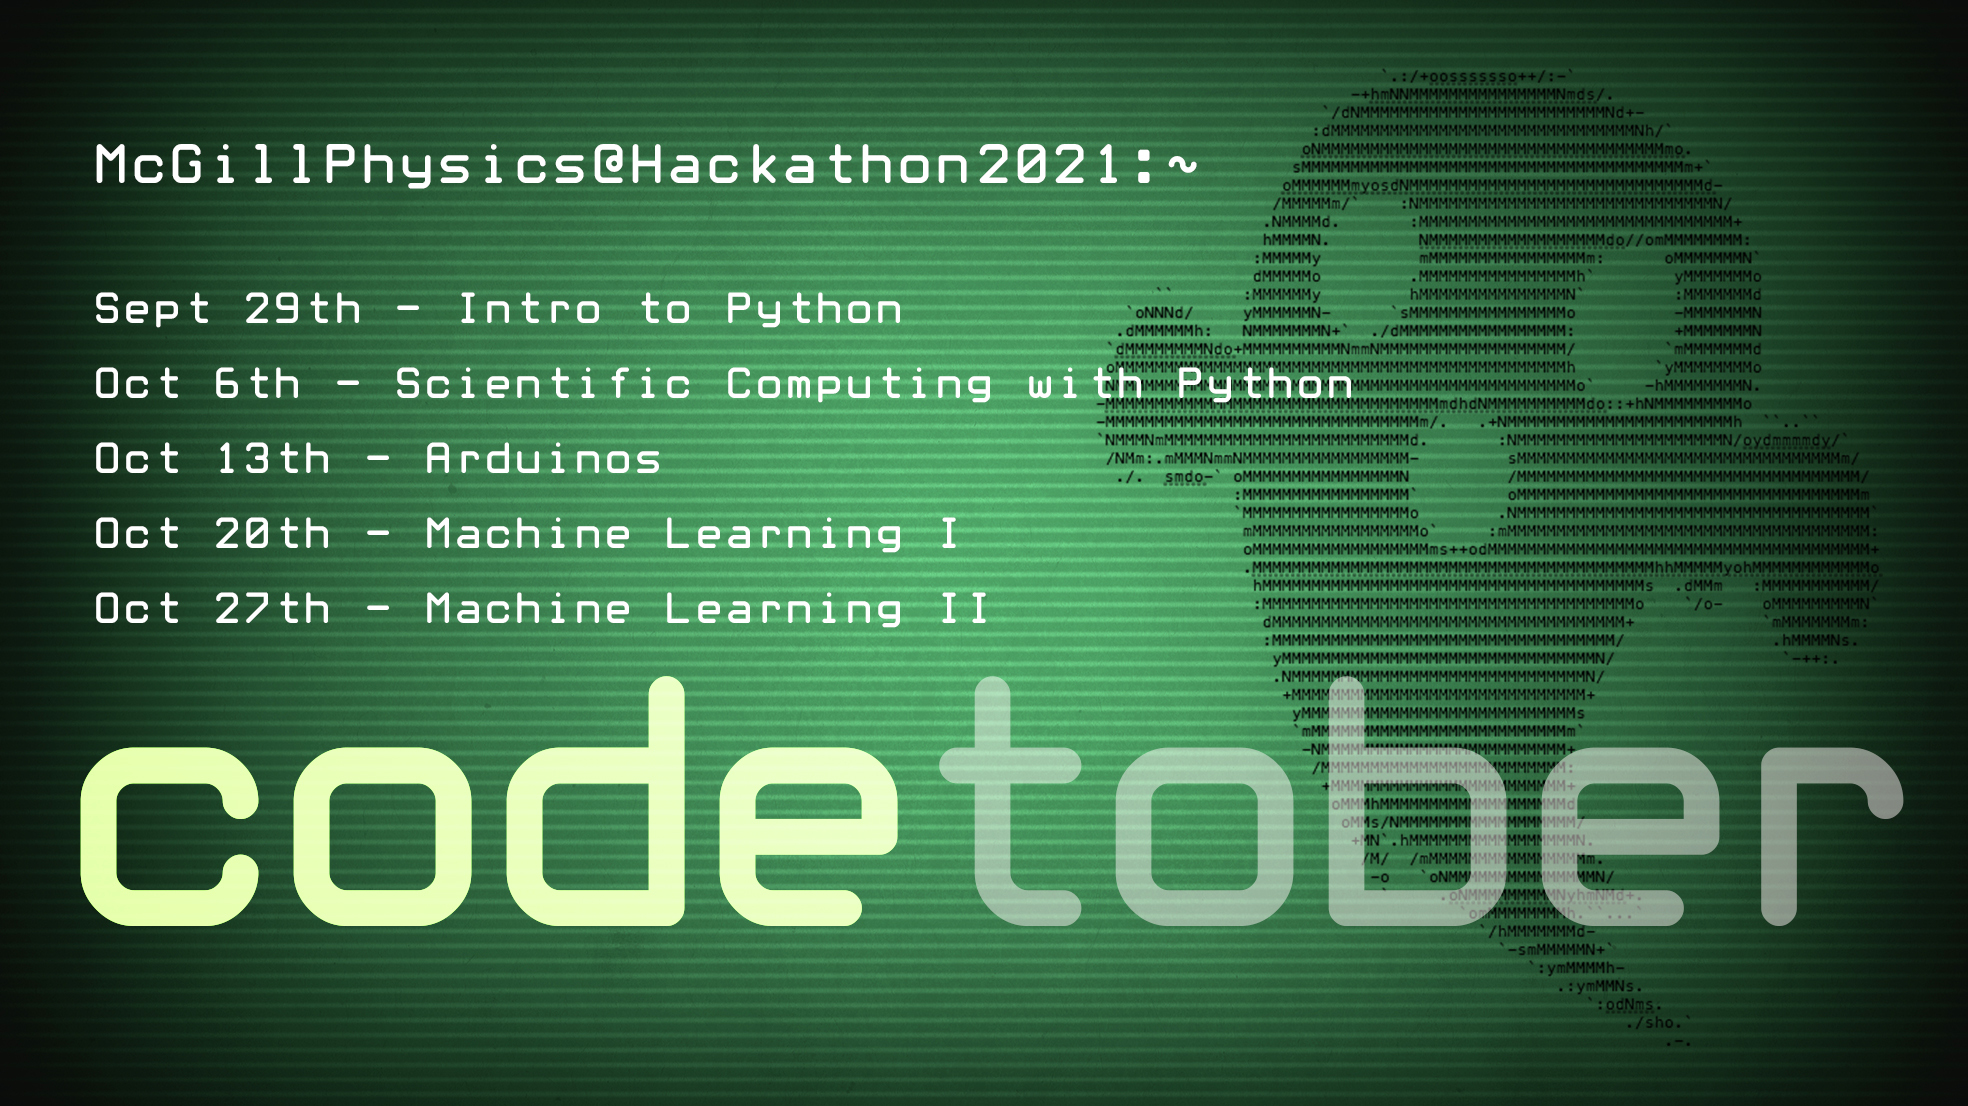 McGillPhysics@Hackathon2021:~
Sept 29th - Intro to Python
Oct 6th - Scientific Computing with Python
Oct 13th - Arduinos
Oct 20th - Machine Learning I
Oct 27th - Machine Learning II
codetober